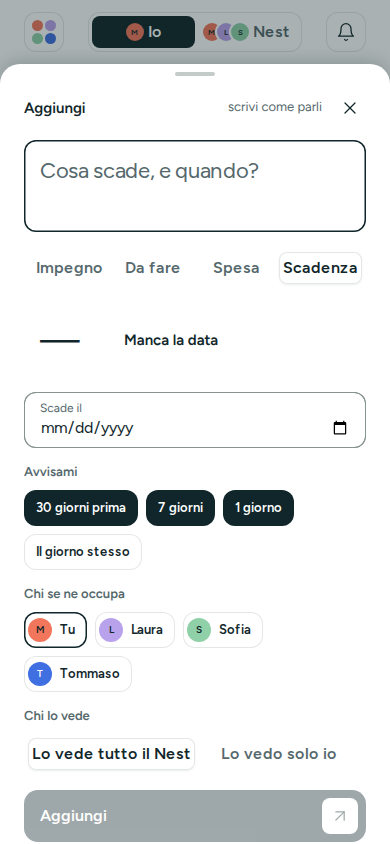 M Io M L S Nest
Aggiungi scrivi come parli
Cosa scade, e quando?
Impegno Da fare Spesa Scadenza
Manca la data
Scade il
mm/dd/yyyy
Avvisami
30 giorni prima 7 giorni 1 giorno
Il giorno stesso
Chi se ne occupa
M Tu L Laura S Sofia
T Tommaso
Chi lo vede
Lo vede tutto il Nest Lo vedo solo io
Aggiungi